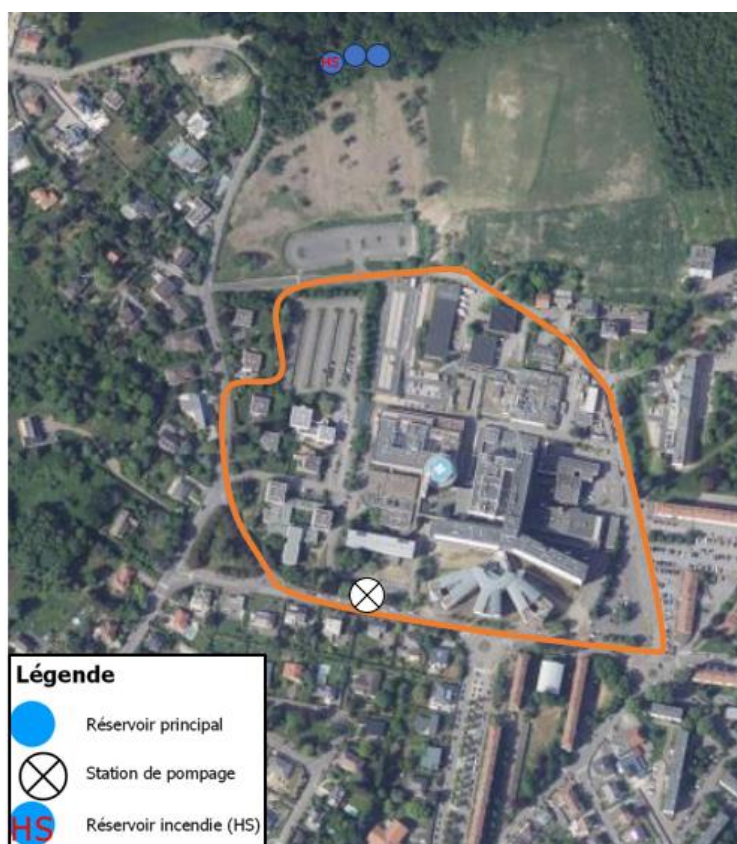 HS
Légende
Réservoir principal
Station de pompage
HS Réservoir incendie (HS)